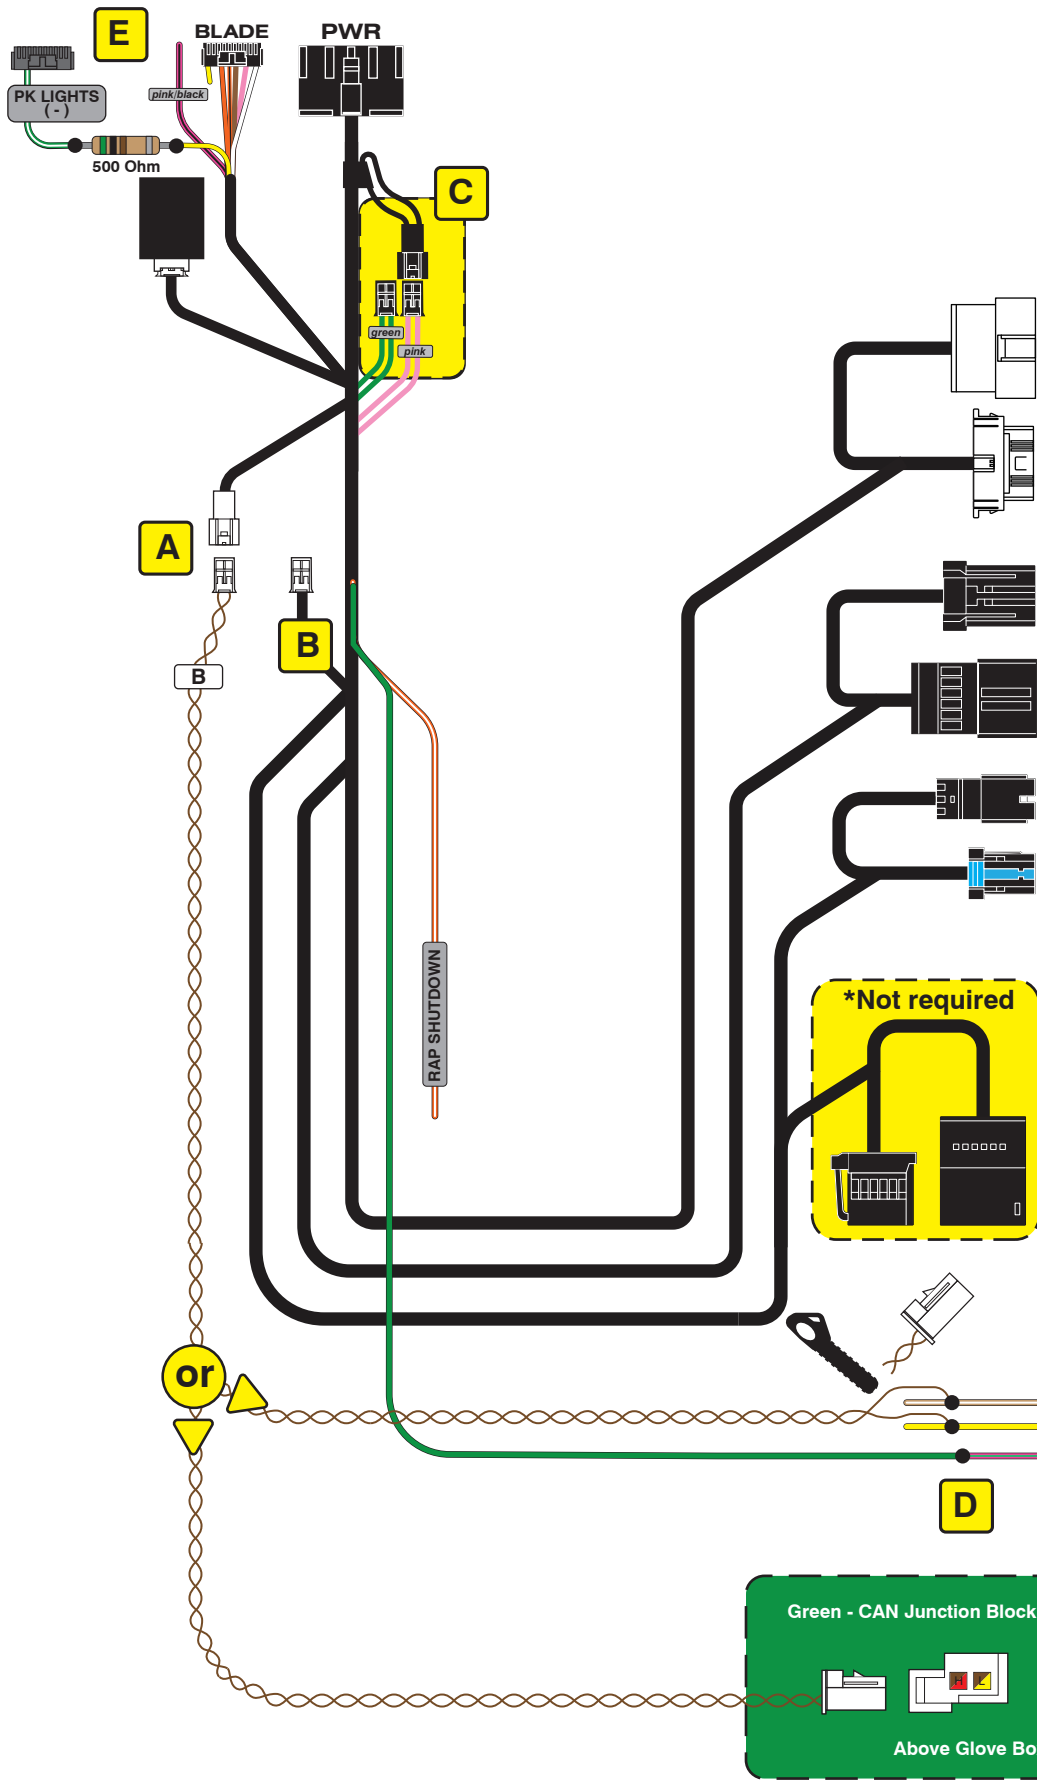 E
BLADE
PWR
PK LIGHTS
( - )
pink/black
500 Ohm
C
green
pink
A
B
B
RAP SHUTDOWN
*Not required
or
D
Green - CAN Junction Block
H L
Above Glove Bo